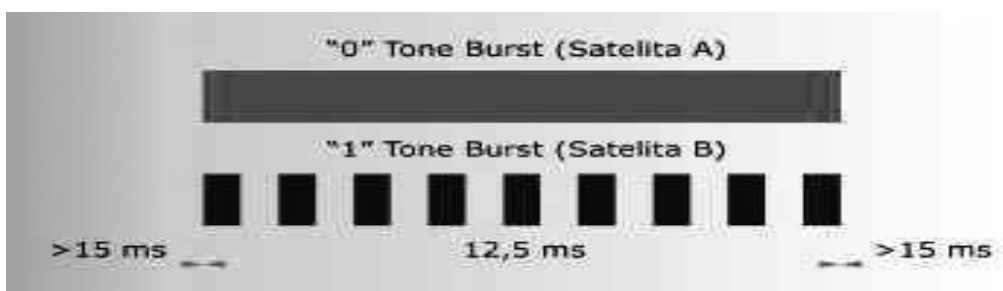 "0" Tone Burst (Satelita A)
"1" Tone Burst (Satelita B)
>15 ms 12,5 ms >15 ms